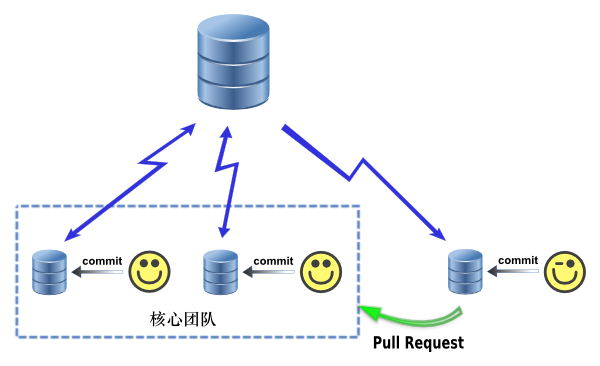 commit
commit
commit
核心团队
Pull Request